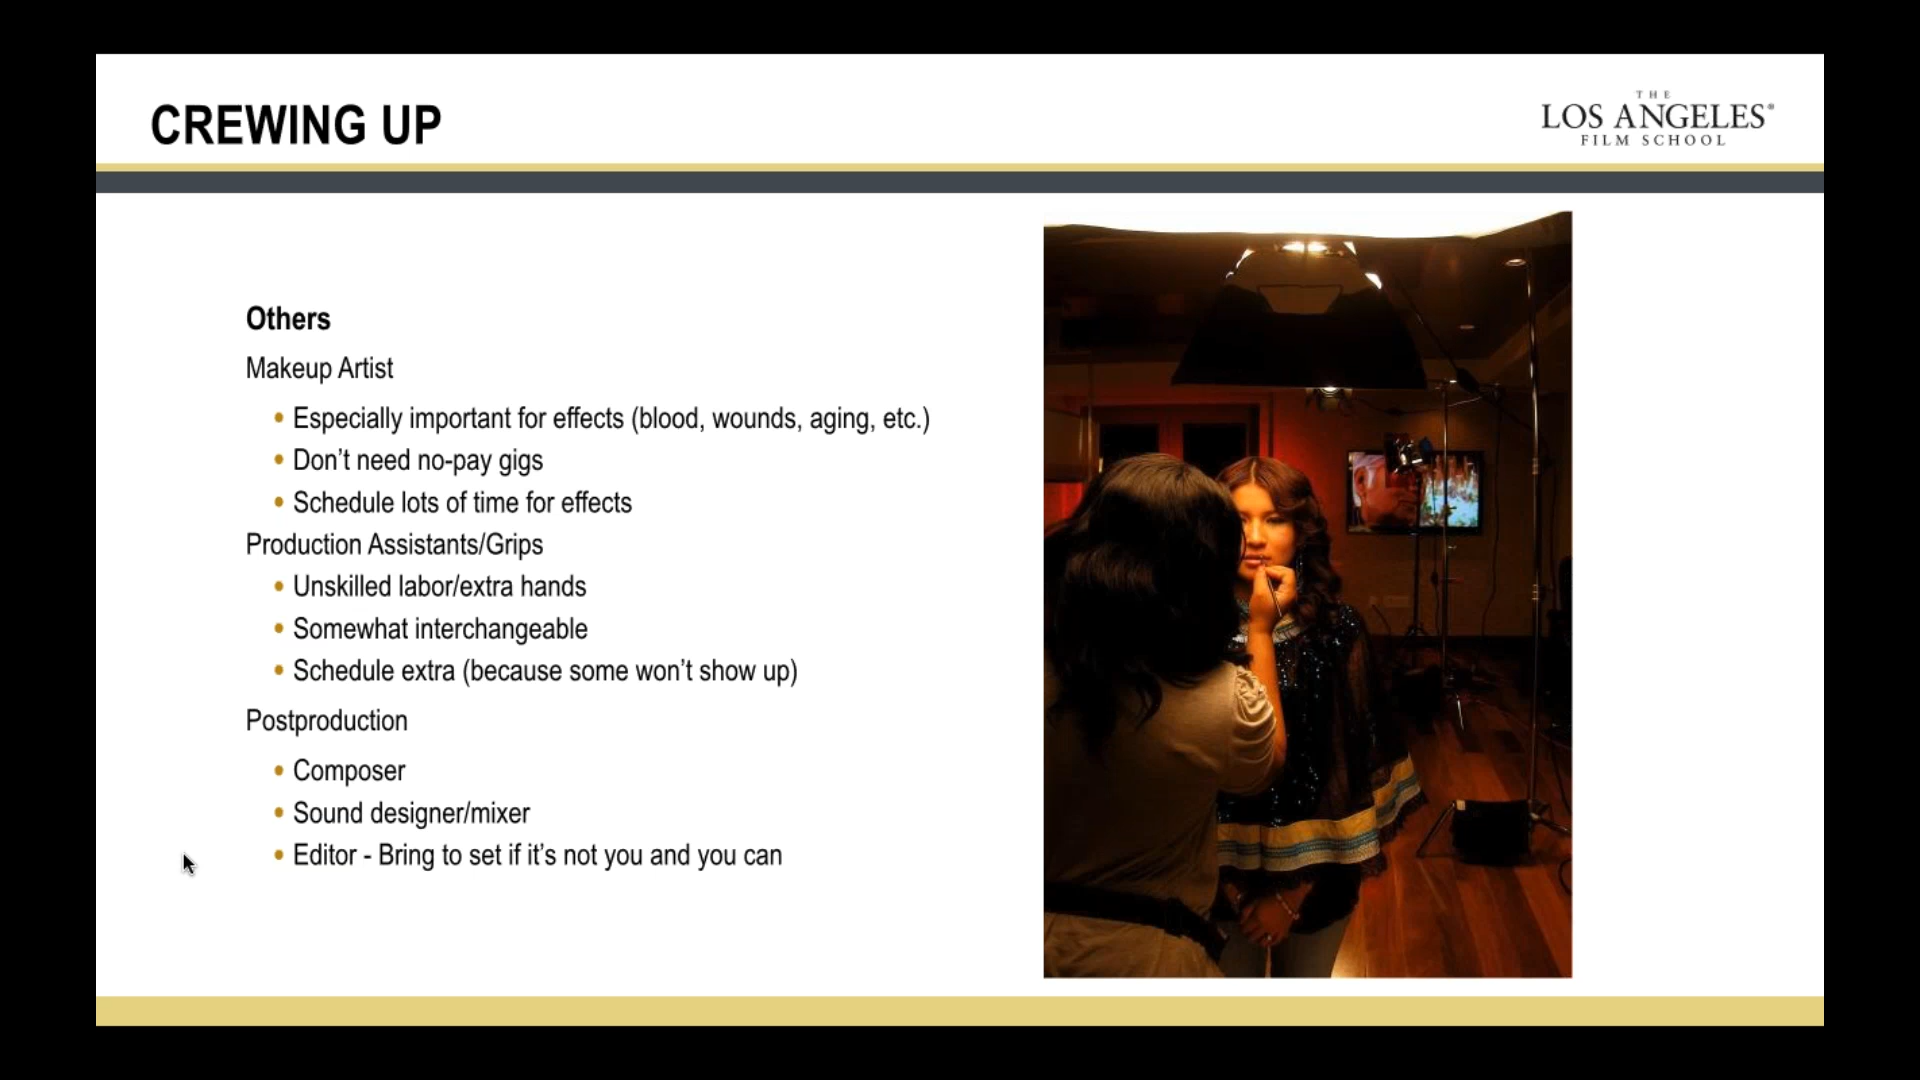 CREWING UP
THE
LOS ANGELES®
FILM SCHOOL
Others
Makeup Artist
• Especially important for effects (blood, wounds, aging, etc.)
• Don’t need no-pay gigs
• Schedule lots of time for effects
Production Assistants/Grips
• Unskilled labor/extra hands
• Somewhat interchangeable
• Schedule extra (because some won’t show up)
Postproduction
• Composer
• Sound designer/mixer
• Editor - Bring to set if it’s not you and you can